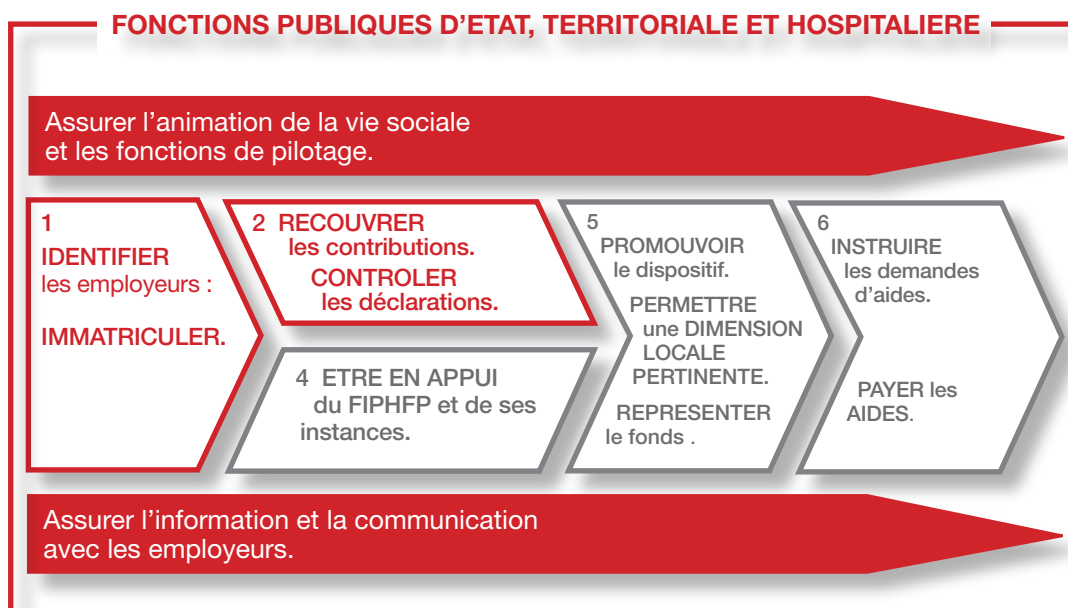 FONCTIONS PUBLIQUES D'ETAT, TERRITORIALE ET HOSPITALIERE
Assurer l'animation de la vie sociale
et les fonctions de pilotage.
1
IDENTIFIER
les employeurs :
IMMATRICULER.
2 RECOUVRER
les contributions.
CONTROLER
les déclarations.
4 ETRE EN APPUI
du FIPHFP et de ses
instances.
5
PROMOUVOIR
le dispositif.
PERMETTRE
une DIMENSION
LOCALE
PERTINENTE.
REPRESENTER
le fonds .
6
INSTRUIRE
les demandes
d'aides.
PAYER les
AIDES.
Assurer l'information et la communication
avec les employeurs.